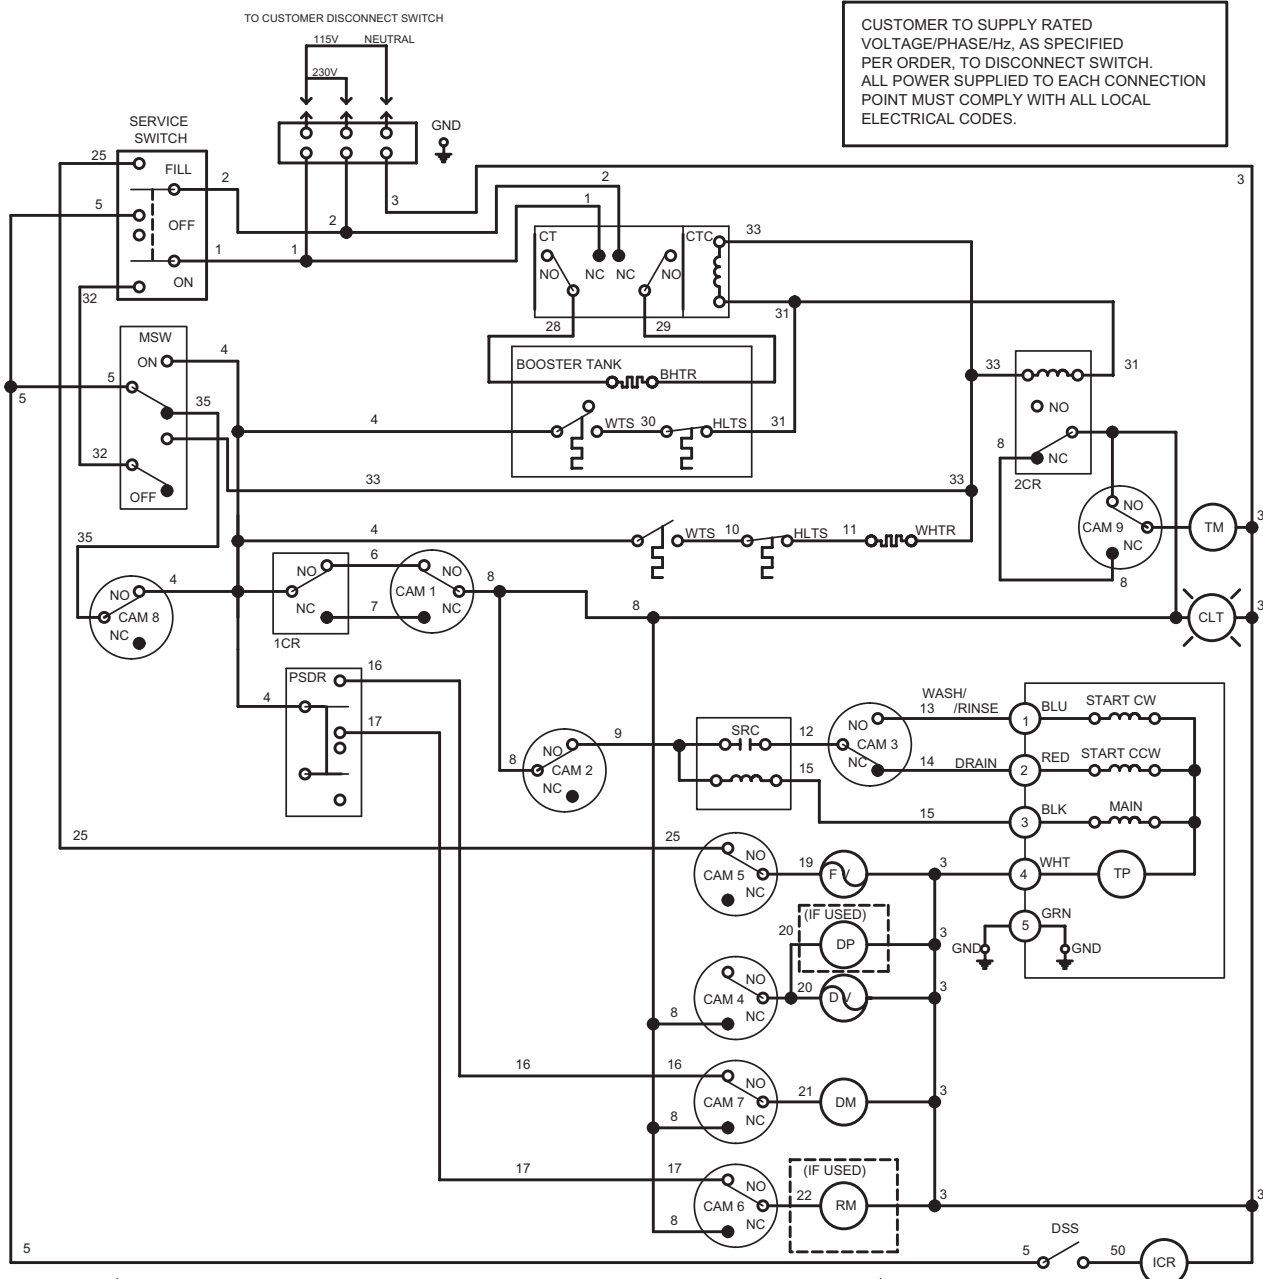 TO CUSTOMER DISCONNECT SWITCH
115V NEUTRAL
230V
CUSTOMER TO SUPPLY RATED
VOLTAGE/PHASE/Hz, AS SPECIFIED
PER ORDER, TO DISCONNECT SWITCH.
ALL POWER SUPPLIED TO EACH CONNECTION
POINT MUST COMPLY WITH ALL LOCAL
ELECTRICAL CODES.
GND
SERVICE
SWITCH
25
FILL
2
5
OFF
1
ON
32
2
1
3
2
1
3
CT
NO
NC
NC
NO
CTC
33
31
28
29
BOOSTER TANK
BHTR
WTS
30
HLTS
31
MSW
ON
4
5
5
35
32
OFF
4
33
33
33
31
NO
8
NC
2CR
NO
CAM 9
NC
8
TM
3
4
WTS
10
HLTS
11
WHTR
35
NO
4
CAM 8
NC
NO
NC
1CR
6
7
NO
CAM 1
NC
8
8
CLT
3
PSDR
4
16
17
8
NO
CAM 2
NC
9
SRC
12
15
NO
CAM 3
NC
WASH/
13 /RINSE
14 DRAIN
15
1
BLU
START CW
2
RED
START CCW
3
BLK
MAIN
4
WHT
TP
5
GRN
GND
GND
25
25
NO
CAM 5
NC
19
F V
3
(IF USED)
20
DP
3
NO
CAM 4
NC
8
20
D V
3
16
16
NO
CAM 7
NC
8
21
DM
3
17
17
NO
CAM 6
NC
8
(IF USED)
22
RM
3
3
5
DSS
5
50
ICR